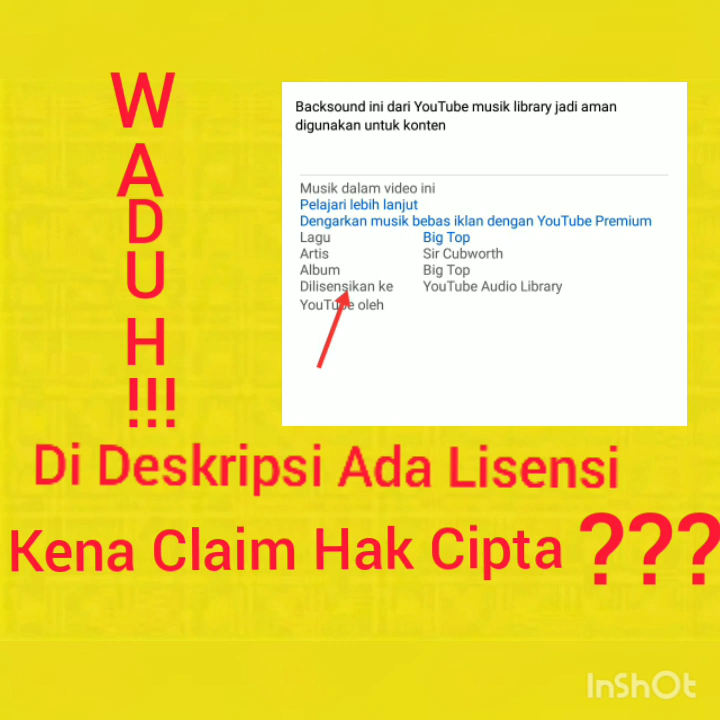 WADUH!!!
Backsound ini dari YouTube musik library jadi aman
digunakan untuk konten
Musik dalam video ini
Pelajari lebih lanjut
Dengarkan musik bebas iklan dengan YouTube Premium
Lagu Big Top
Artis Sir Cubworth
Album Big Top
Dilisensikan ke YouTube Audio Library
YouTube oleh
Di Deskripsi Ada Lisensi
Kena Claim Hak Cipta ???
InShOt